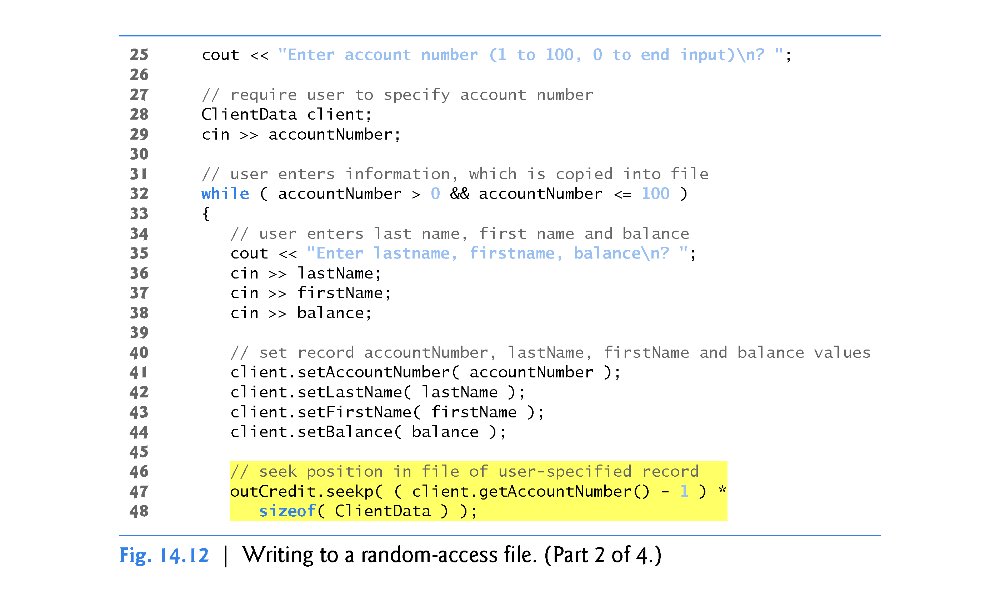 25 cout << "Enter account number (1 to 100, 0 to end input)\n? ";
26
27 // require user to specify account number
28 ClientData client;
29 cin >> accountNumber;
30
31 // user enters information, which is copied into file
32 while ( accountNumber > 0 && accountNumber <= 100 )
33 {
34 // user enters last name, first name and balance
35 cout << "Enter lastname, firstname, balance\n? ";
36 cin >> lastName;
37 cin >> firstName;
38 cin >> balance;
39
40 // set record accountNumber, lastName, firstName and balance values
41 client.setAccountNumber( accountNumber );
42 client.setLastName( lastName );
43 client.setFirstName( firstName );
44 client.setBalance( balance );
45
46 // seek position in file of user-specified record
47 outCredit.seekp( ( client.getAccountNumber() - 1 ) *
48 sizeof( ClientData ) );
Fig. 14.12 | Writing to a random-access file. (Part 2 of 4.)